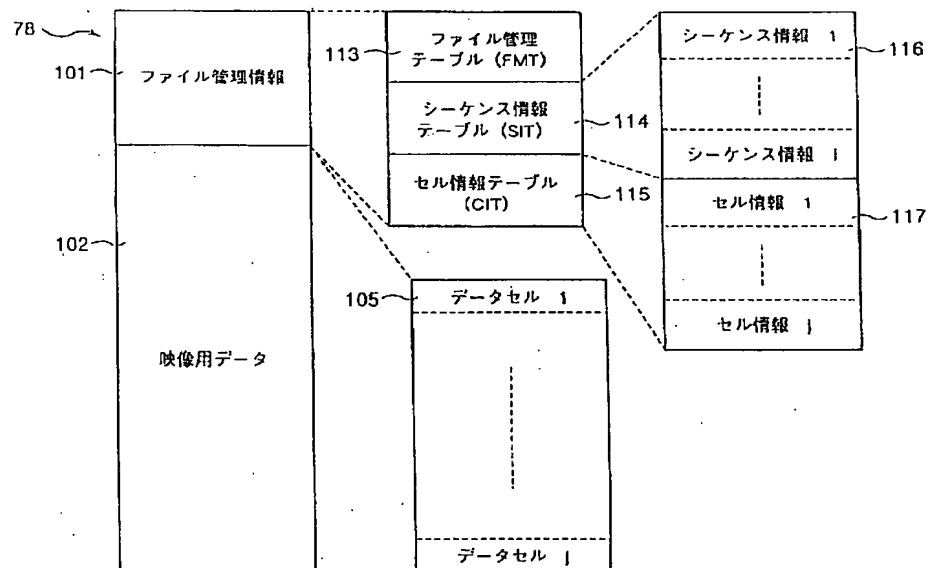 78
101
ファイル管理情報
102
映像用データ
113
ファイル管理
テーブル (FMT)
シーケンス情報
テーブル (SIT)
114
セル情報テーブル
(CIT)
115
シーケンス情報 1
116
シーケンス情報 i
セル情報 1
117
セル情報 j
105
データセル 1
データセル j